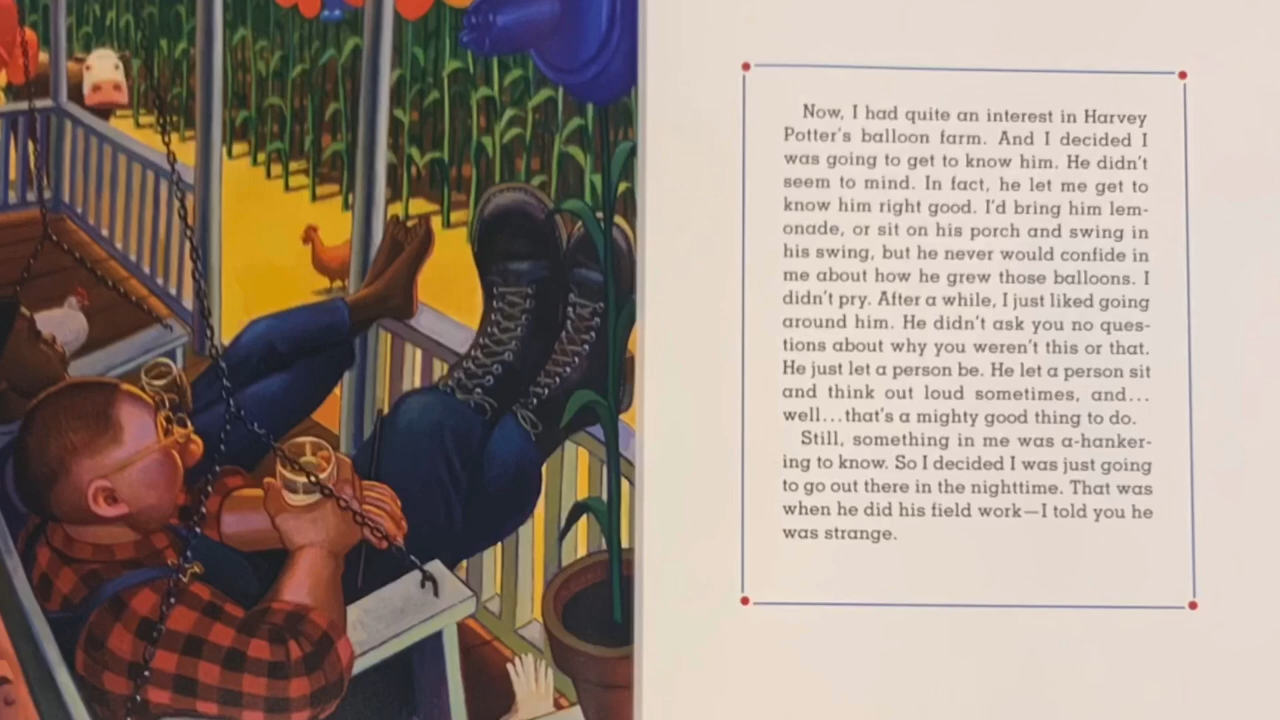 Now, I had quite an interest in Harvey
Potter's balloon farm. And I decided I
was going to get to know him. He didn't
seem to mind. In fact, he let me get to
know him right good. I'd bring him lem-
onade, or sit on his porch and swing in
his swing, but he never would confide in
me about how he grew those balloons. I
didn't pry. After a while, I just liked going
around him. He didn't ask you no ques-
tions about why you weren't this or that.
He just let a person be. He let a person sit
and think out loud sometimes, and...
well...that's a mighty good thing to do.
Still, something in me was a-hanker-
ing to know. So I decided I was just going
to go out there in the nighttime. That was
when he did his field work—I told you he
was strange.